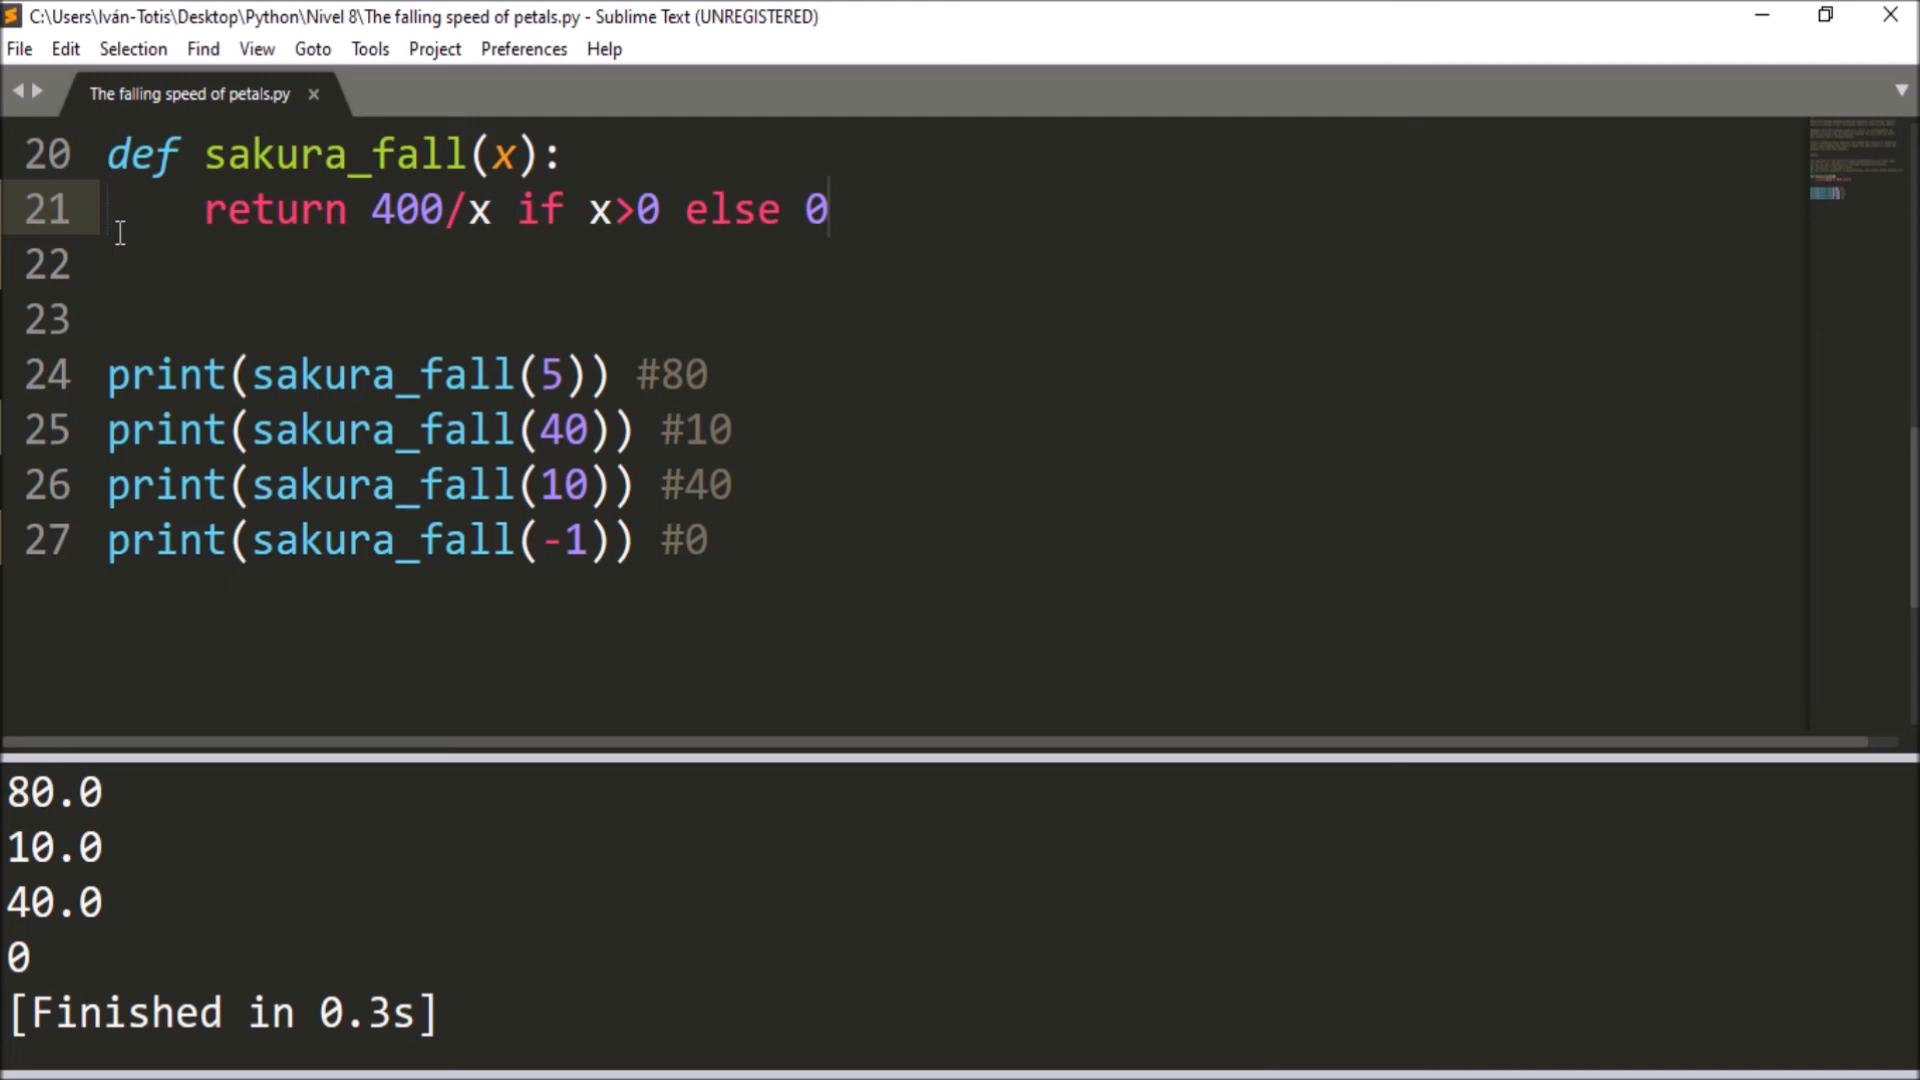 C:\Users\Iván-Totis\Desktop\Python\Nivel 8\The falling speed of petals.py - Sublime Text (UNREGISTERED)
File Edit Selection Find View Goto Tools Project Preferences Help
The falling speed of petals.py
20 def sakura_fall(x):
21     return 400/x if x>0 else 0
22
23
24 print(sakura_fall(5)) #80
25 print(sakura_fall(40)) #10
26 print(sakura_fall(10)) #40
27 print(sakura_fall(-1)) #0
80.0
10.0
40.0
0
[Finished in 0.3s]